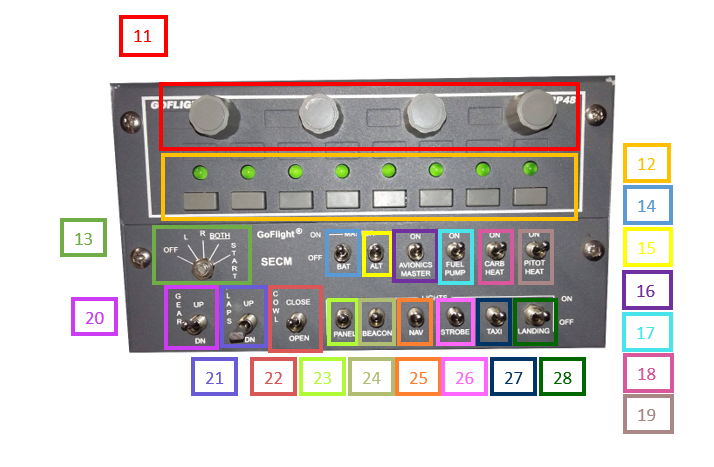 11
GOFLIGHT RP48
12
14
13
OFF L R BOTH START
GoFlight®
SECM
ON
OFF
BAT
ALT
ON
AVIONICS
MASTER
ON
FUEL
PUMP
ON
CARB
HEAT
ON
PITOT
HEAT
15
16
17
18
19
20
GEAR
UP
DN
UP
DN
COWL
CLOSE
OPEN
LIGHTS
PANEL
BEACON
NAV
STROBE
TAXI
LANDING
ON
OFF
21
22
23
24
25
26
27
28